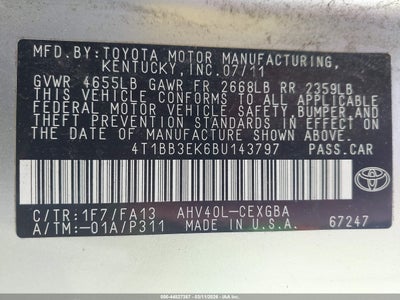 MFD.BY:TOYOTA MOTOR MANUFACTURING,
KENTUCKY,INC.07/11
GVWR 4655LB GAWR FR 2668LB RR 2359LB
THIS VEHICLE CONFORMS TO ALL APPLICABLE
FEDERAL MOTOR VEHICLE SAFETY, BUMPER,
AND THEFT PREVENTION STANDARDS IN EFFECT
ON THE DATE OF MANUFACTURE SHOWN ABOVE.
4T1BB3EK6BU143797 PASS.CAR
C/TR:1F7/FA13 AHV40L-CEXGBA
A/TM:-01A/P311 MADE IN U.S.A. 67247
TOYOTA